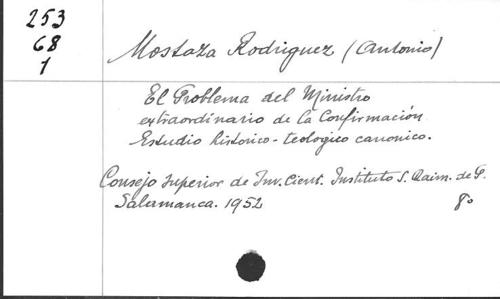 253
68
1
Mostaza Rodriguez (Antonio)
El Problema del Ministro
extraordinario de la Confirmación
Estudio histórico-teologico canonico.
Consejo Superior de Inv. Cient. Instituto S. Raim. de P.
Salamanca. 1952 8º